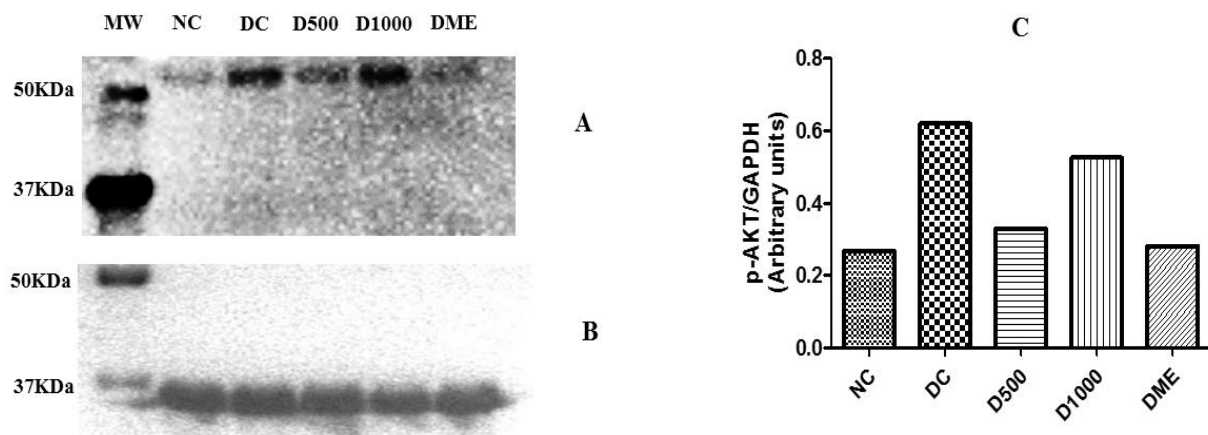 MW NC DC D500 D1000 DME
50KDa
37KDa
A
50KDa
37KDa
B
C
p-AKT/GAPDH
(Arbitrary units)
0.8
0.6
0.4
0.2
0.0
NC DC D500 D1000 DME